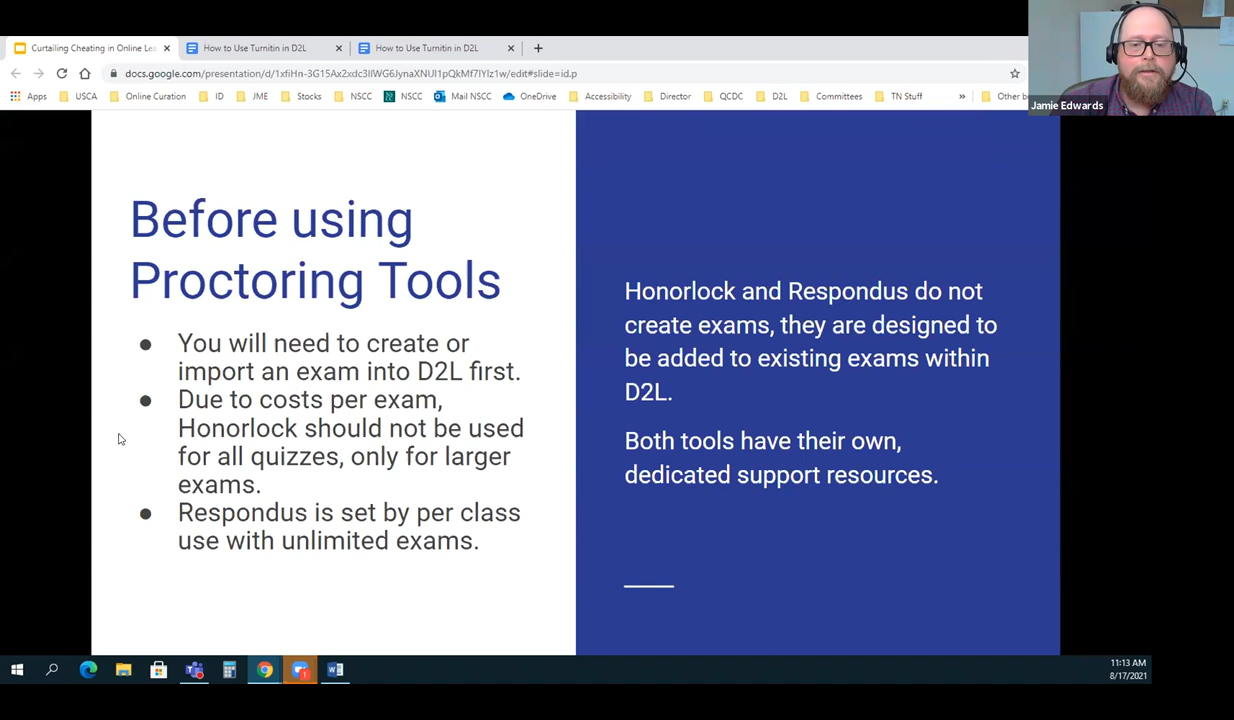 Curtailing Cheating in Online Lea
How to Use Turnitin in D2L
How to Use Turnitin in D2L
Apps
USCA
Online Curation
ID
JME
Stocks
NSCC
NSCC
Mail NSCC
OneDrive
Accessibility
Director
QCDC
D2L
Committees
TN Stuff
»
Other b
Jamie Edwards
Before using
Proctoring Tools
● You will need to create or
import an exam into D2L first.
● Due to costs per exam,
Honorlock should not be used
for all quizzes, only for larger
exams.
● Respondus is set by per class
use with unlimited exams.
Honorlock and Respondus do not
create exams, they are designed to
be added to existing exams within
D2L.
Both tools have their own,
dedicated support resources.
11:13 AM
8/17/2021